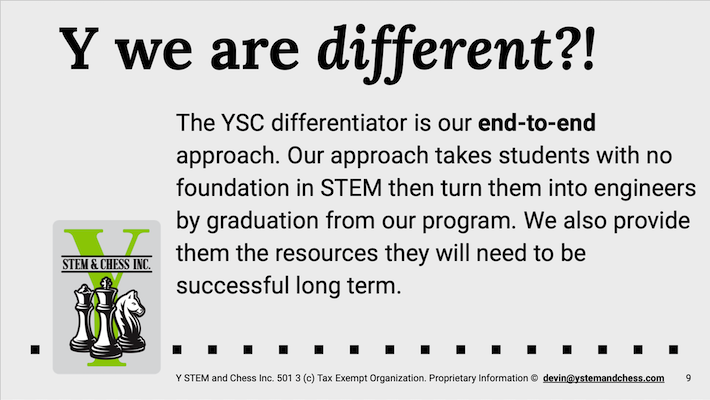 Y we are different?!
The YSC differentiator is our end-to-end
approach. Our approach takes students with no
foundation in STEM then turn them into engineers
by graduation from our program. We also provide
them the resources they will need to be
successful long term.
Y
STEM & CHESS INC.
Y STEM and Chess Inc. 501 3 (c) Tax Exempt Organization. Proprietary Information © devin@ystemandchess.com 9